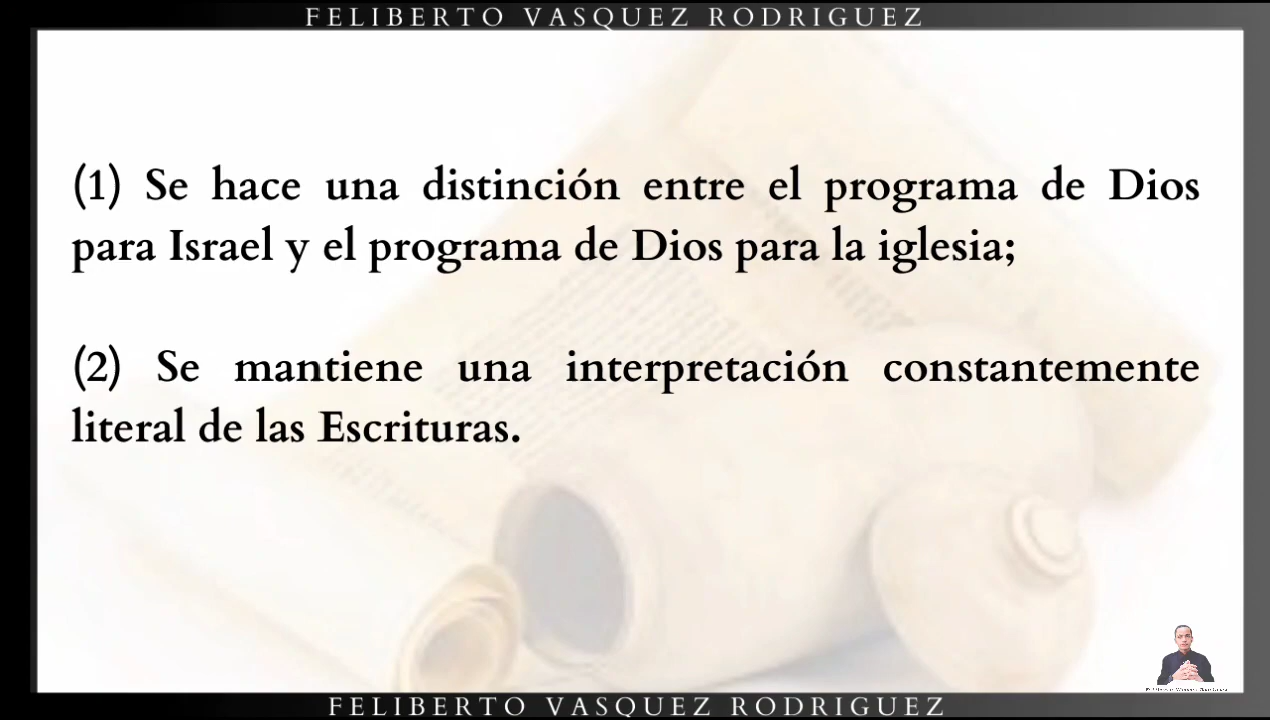 FELIBERTO VASQUEZ RODRIGUEZ
(1) Se hace una distinción entre el programa de Dios
para Israel y el programa de Dios para la iglesia;
(2) Se mantiene una interpretación constantemente
literal de las Escrituras.
FELIBERTO VASQUEZ RODRIGUEZ